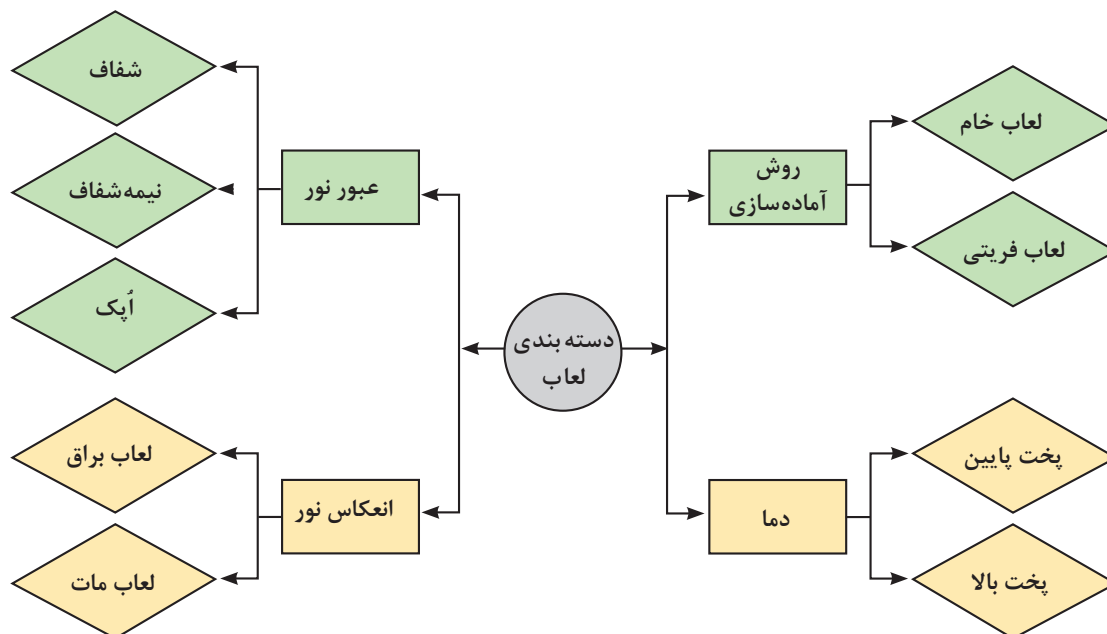 دسته بندی
لعاب
روش
آماده‌سازی
لعاب خام
لعاب فریتی
دما
پخت پایین
پخت بالا
عبور نور
شفاف
نیمه‌شفاف
اُپک
انعکاس نور
لعاب براق
لعاب مات